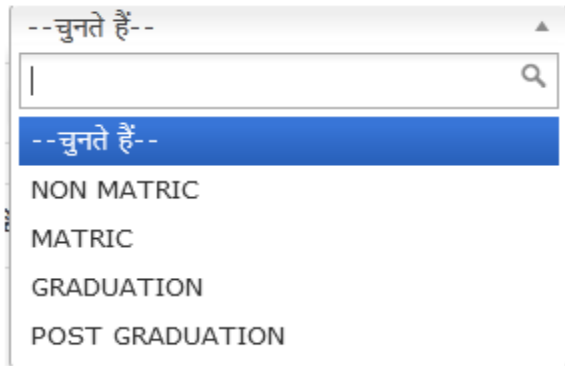 --चुनते हैं--
--चुनते हैं--
NON MATRIC
MATRIC
GRADUATION
POST GRADUATION